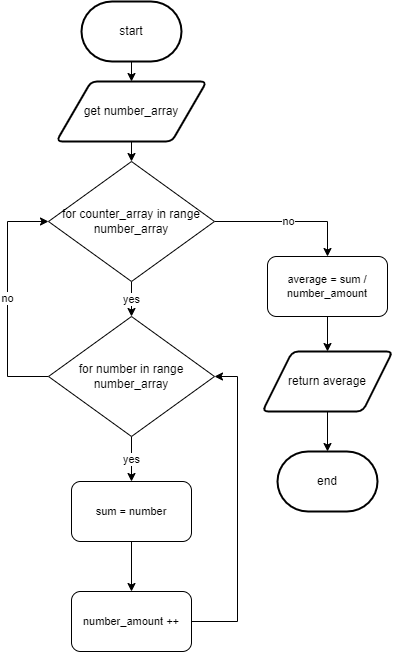 start
get number_array
for counter_array in range
number_array
no
average = sum /
number_amount
yes
no
for number in range
number_array
return average
yes
end
sum = number
number_amount ++